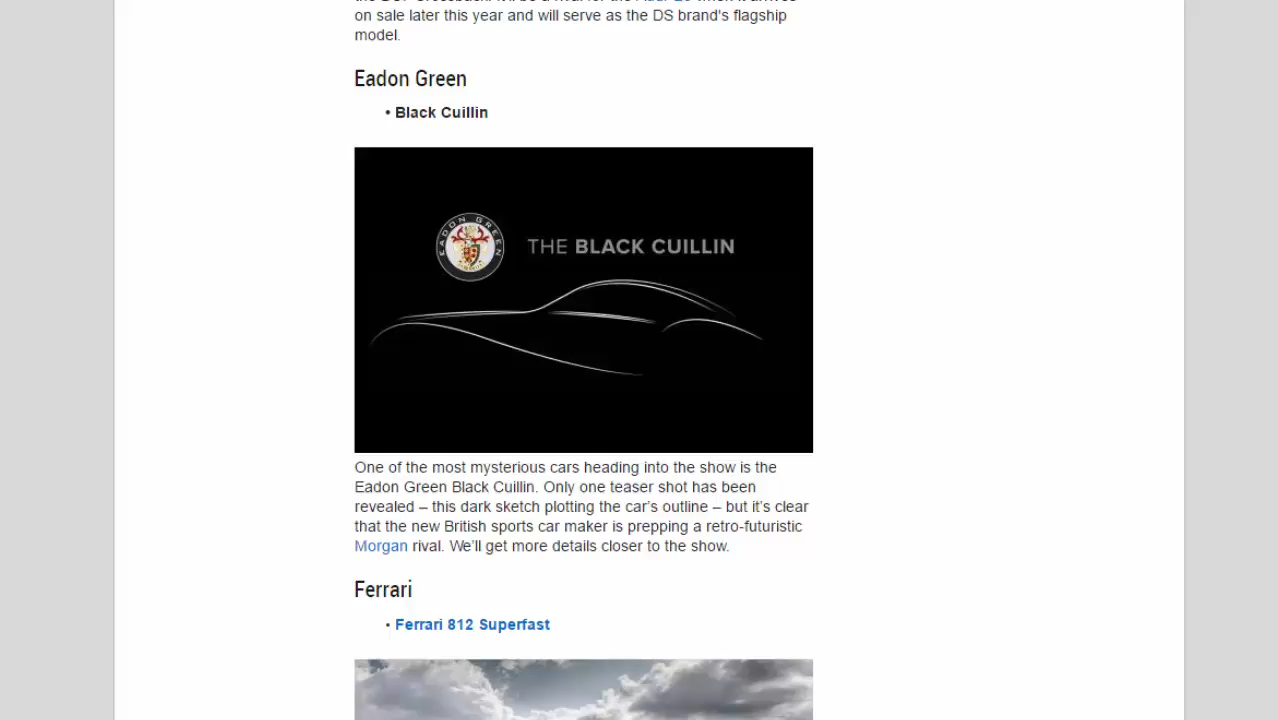 on sale later this year and will serve as the DS brand's flagship
model.
Eadon Green
• Black Cuillin
EADON GREEN
THE BLACK CUILLIN
One of the most mysterious cars heading into the show is the
Eadon Green Black Cuillin. Only one teaser shot has been
revealed – this dark sketch plotting the car’s outline – but it’s clear
that the new British sports car maker is prepping a retro-futuristic
Morgan rival. We’ll get more details closer to the show.
Ferrari
• Ferrari 812 Superfast